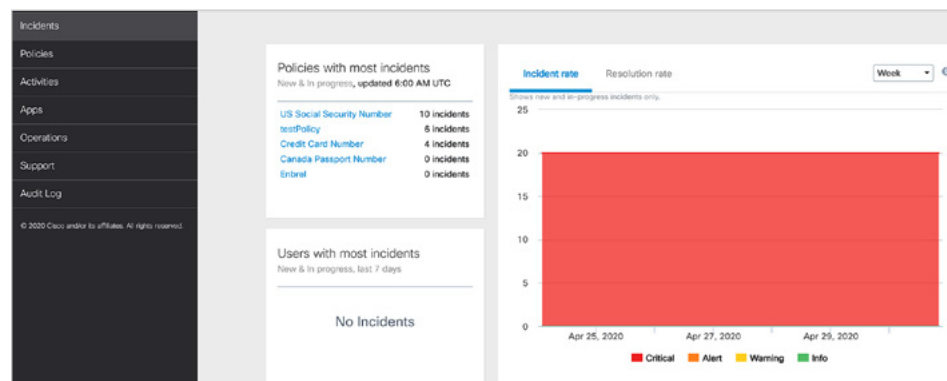 Incidents
Policies
Activities
Apps
Operations
Support
Audit Log
© 2020 Cisco and/or its affiliates. All rights reserved.
Policies with most incidents
New & In progress, updated 6:00 AM UTC
US Social Security Number 10 incidents
testPolicy 6 incidents
Credit Card Number 4 incidents
Canada Passport Number 0 incidents
Enbrel 0 incidents
Users with most incidents
New & In progress, last 7 days
No Incidents
Incident rate Resolution rate Week
Shows new and in-progress incidents only.
25
20
15
10
5
0
Apr 25, 2020 Apr 27, 2020 Apr 29, 2020
Critical Alert Warning Info